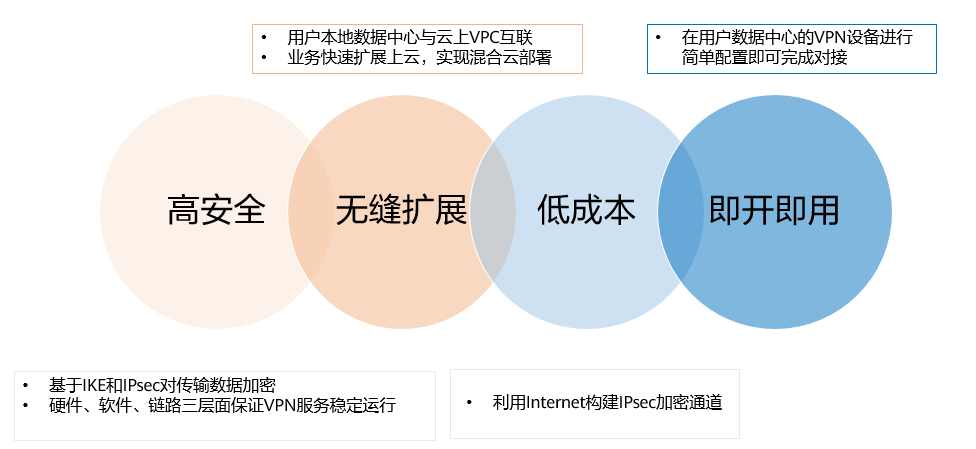 • 用户本地数据中心与云上VPC互联
• 业务快速扩展上云，实现混合云部署
• 在用户数据中心的VPN设备进行
简单配置即可完成对接
高安全
无缝扩展
低成本
即开即用
• 基于IKE和IPsec对传输数据加密
• 硬件、软件、链路三层面保证VPN服务稳定运行
• 利用Internet构建IPsec加密通道